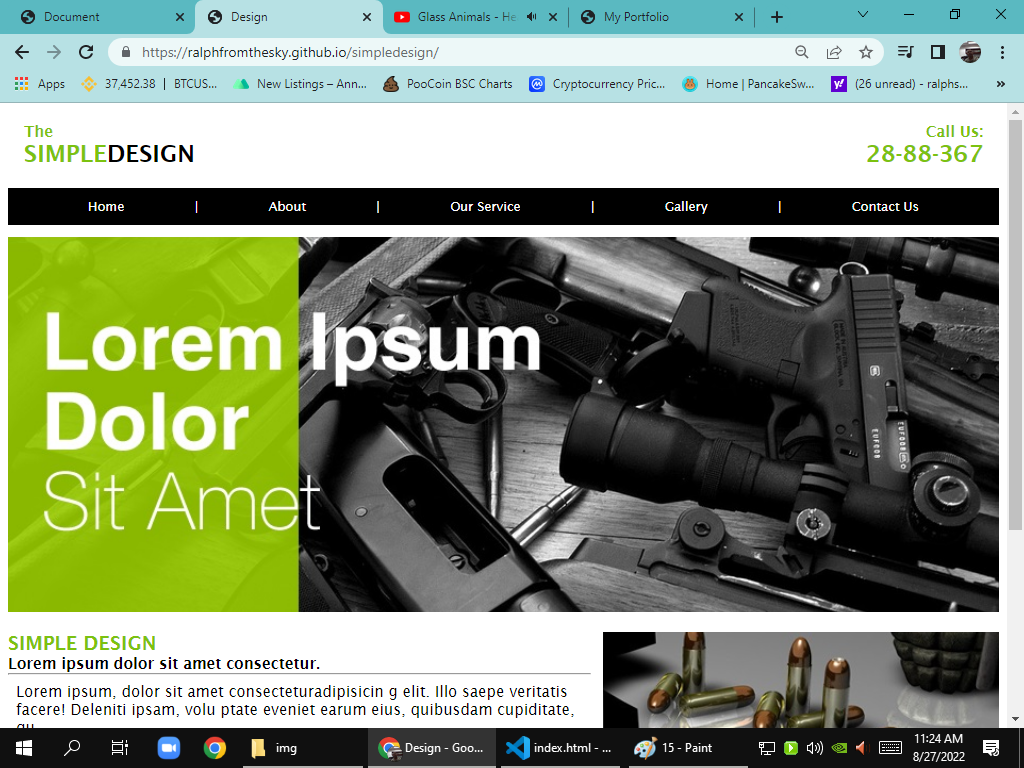 Document
Design
Glass Animals - He
My Portfolio
https://ralphfromthesky.github.io/simpledesign/
Apps
37,452.38 | BTCUS...
New Listings – Ann...
PooCoin BSC Charts
Cryptocurrency Pric...
Home | PancakeSw...
(26 unread) - ralphs...
»
The
SIMPLEDESIGN
Call Us:
28-88-367
Home | About | Our Service | Gallery | Contact Us
Lorem Ipsum
Dolor
Sit Amet
SIMPLE DESIGN
Lorem ipsum dolor sit amet consectetur.
Lorem ipsum, dolor sit amet consecteturadipisicin g elit. Illo saepe veritatis
facere! Deleniti ipsam, volu ptate eveniet earum eius, quibusdam cupiditate,
img
Design - Goo...
index.html - ...
15 - Paint
11:24 AM
8/27/2022